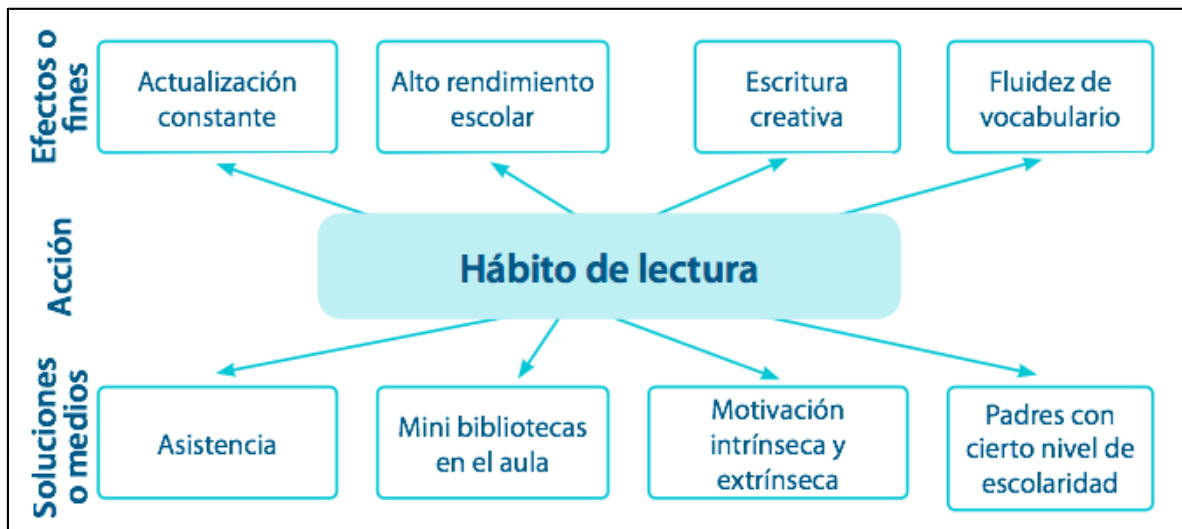 Efectos o
fines
Actualización
constante
Alto rendimiento
escolar
Escritura
creativa
Fluidez de
vocabulario
Acción
Hábito de lectura
Soluciones
o medios
Asistencia
Mini bibliotecas
en el aula
Motivación
intrínseca y
extrínseca
Padres con
cierto nivel de
escolaridad